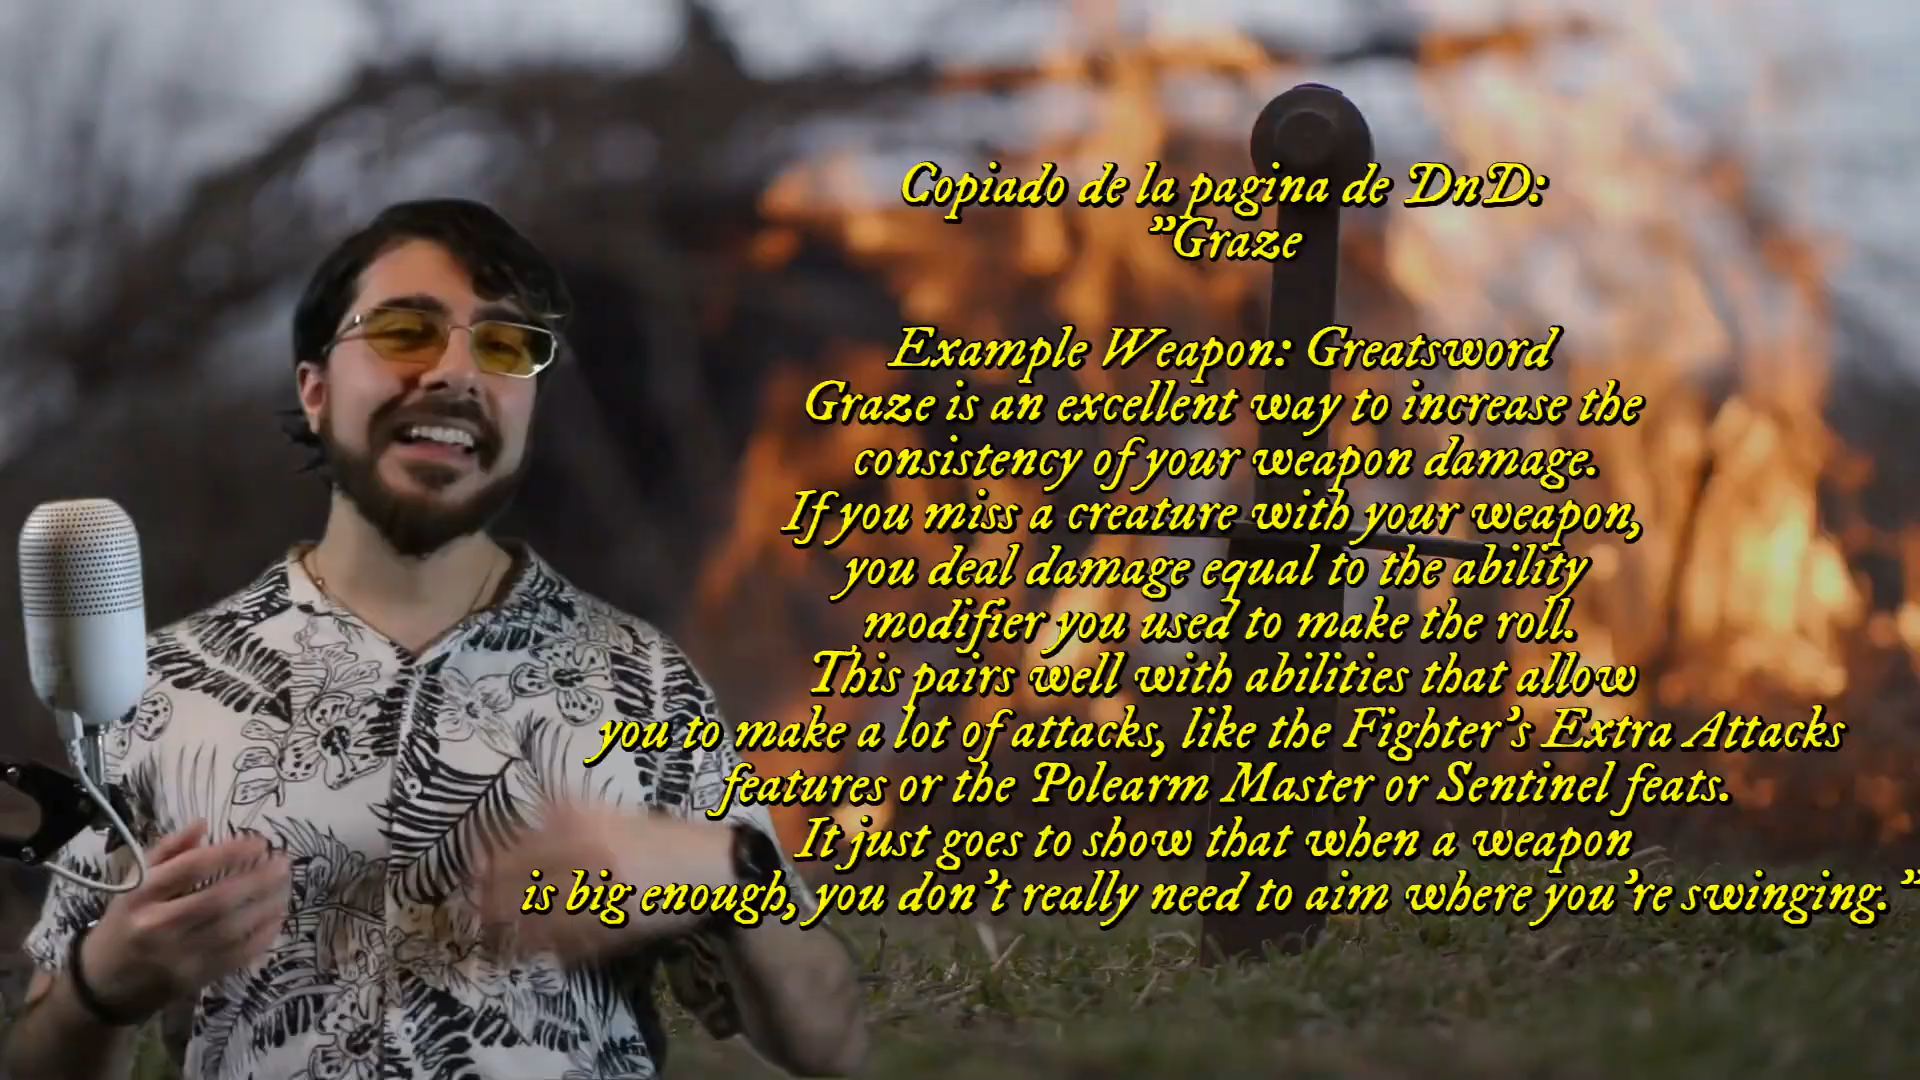 Copiado de la pagina de DnD:
"Graze
Example Weapon: Greatsword
Graze is an excellent way to increase the
consistency of your weapon damage.
If you miss a creature with your weapon,
you deal damage equal to the ability
modifier you used to make the roll.
This pairs well with abilities that allow
you to make a lot of attacks, like the Fighter's Extra Attacks
features or the Polearm Master or Sentinel feats.
It just goes to show that when a weapon
is big enough, you don't really need to aim where you're swinging."